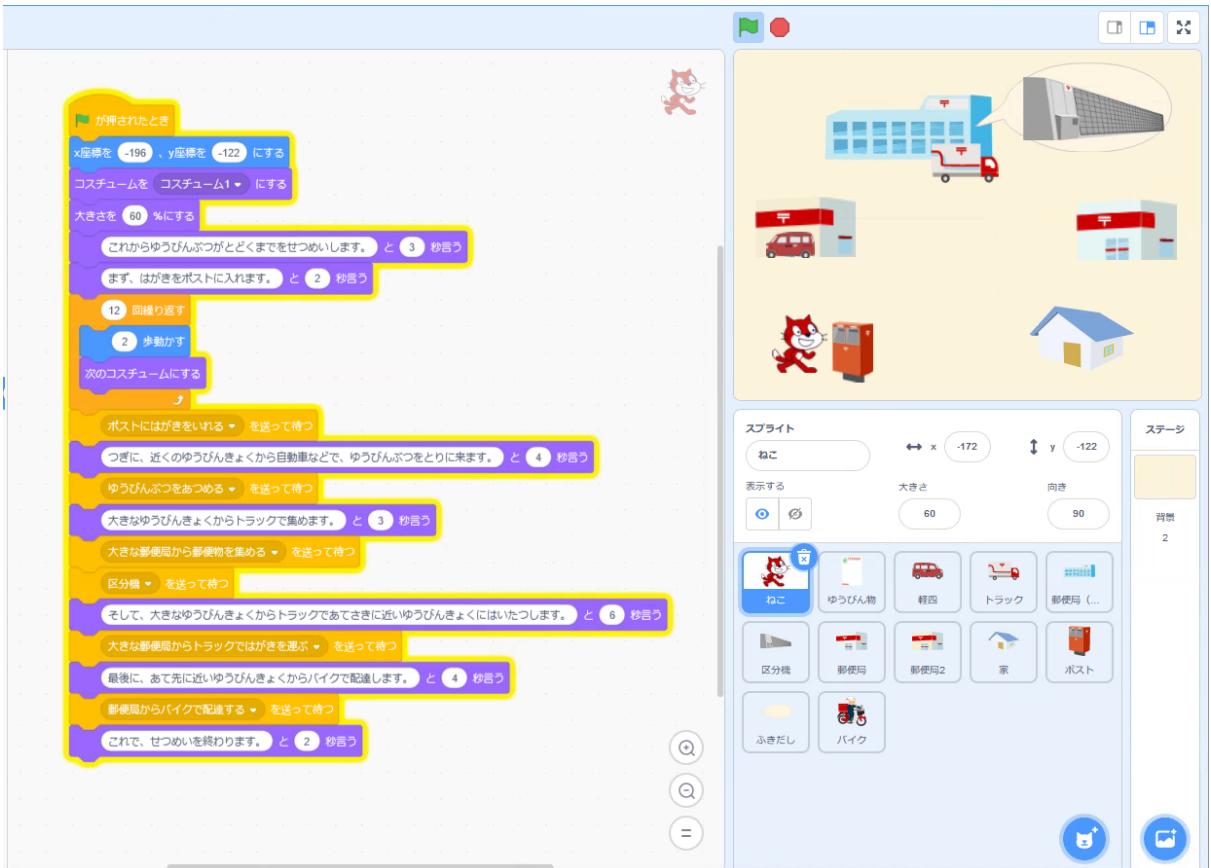 が押されたとき
x座標を -196 、y座標を -122 にする
コスチュームを コスチューム1 にする
大きさを 60 %にする
これからゆうびんぶつがとどくまでをせつめいします。 と 3 秒言う
まず、はがきをポストに入れます。 と 2 秒言う
12 回繰り返す
2 歩動かす
次のコスチュームにする
ポストにはがきをいれる を送って待つ
つぎに、近くのゆうびんきょくから自動車などで、ゆうびんぶつをとりに来ます。 と 4 秒言う
ゆうびんぶつをあつめる を送って待つ
大きなゆうびんきょくからトラックで集めます。 と 3 秒言う
大きな郵便局から郵便物を集める を送って待つ
区分機 を送って待つ
そして、大きなゆうびんきょくからトラックであてさきに近いゆうびんきょくにはいたつします。 と 6 秒言う
大きな郵便局からトラックではがきを運ぶ を送って待つ
最後に、あて先に近いゆうびんきょくからバイクで配達します。 と 4 秒言う
郵便局からバイクで配達する を送って待つ
これで、せつめいを終わります。 と 2 秒言う
スプライト
ねこ
x -172
y -122
表示する
大きさ
60
向き
90
ねこ
ゆうびん物
軽四
トラック
郵便局（...
区分機
郵便局
郵便局2
家
ポスト
ふきだし
バイク
ステージ
背景
2